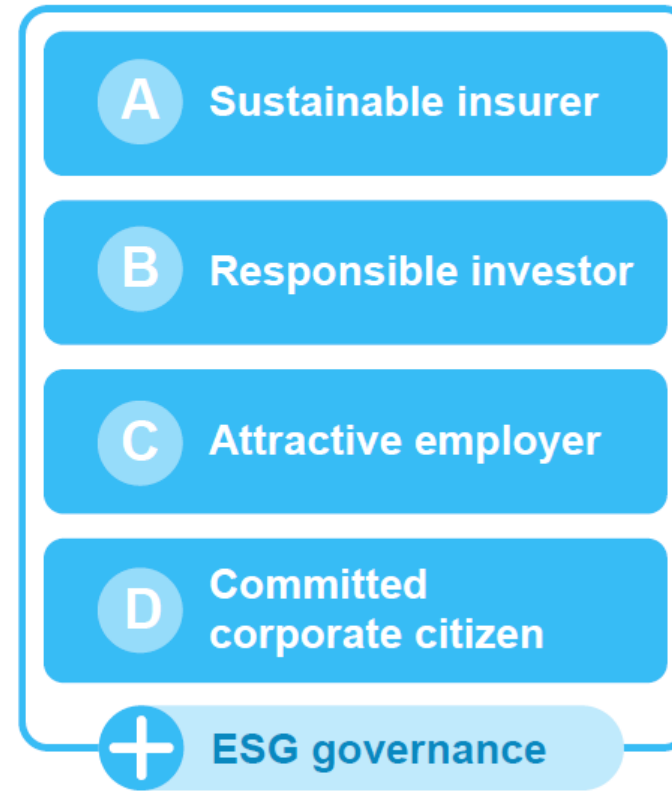 A Sustainable insurer
B Responsible investor
C Attractive employer
D Committed
corporate citizen
+ ESG governance